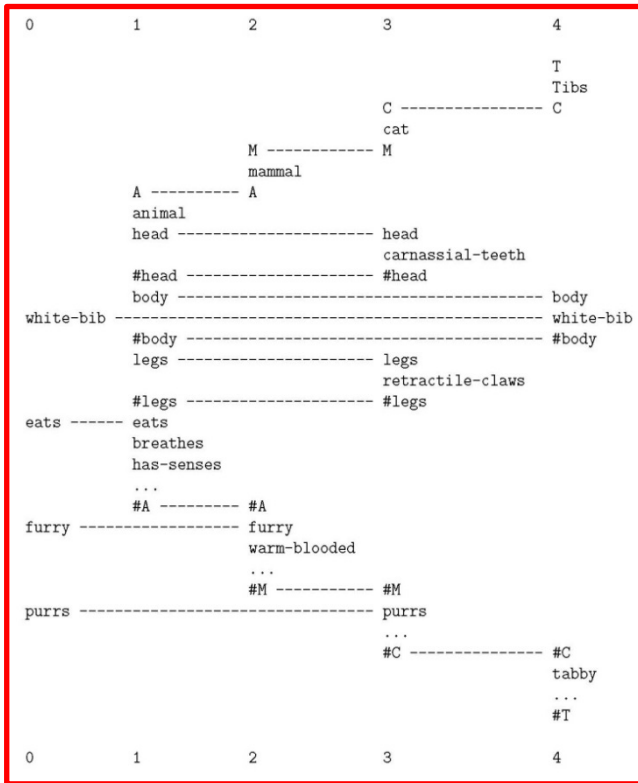 0 1 2 3 4
T
Tibs
C ---------------- C
cat
M ------------ M
mammal
A ---------- A
animal
head -------------------- head
carnassial-teeth
#head ------------------- #head
body ------------------------------------- body
white-bib ------------------------------------------- white-bib
#body ------------------------------------ #body
legs -------------------- legs
retractile-claws
#legs ------------------- #legs
eats ------ eats
breathes
has-senses
...
#A --------- #A
furry ------------------ furry
warm-blooded
...
#M ----------- #M
purrs --------------------------------- purrs
...
#C --------------- #C
tabby
...
#T
0 1 2 3 4